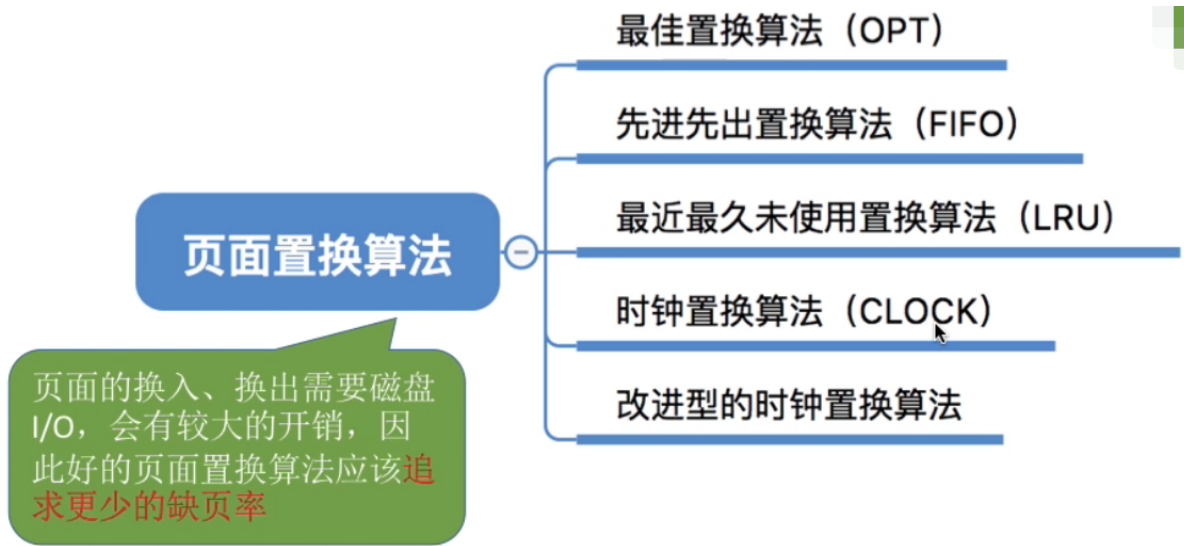 最佳置换算法（OPT）
先进先出置换算法（FIFO）
最近最久未使用置换算法（LRU）
页面置换算法
时钟置换算法（CLOCK）
改进型的时钟置换算法
页面的换入、换出需要磁盘
I/O，会有较大的开销，因
此好的页面置换算法应该追
求更少的缺页率